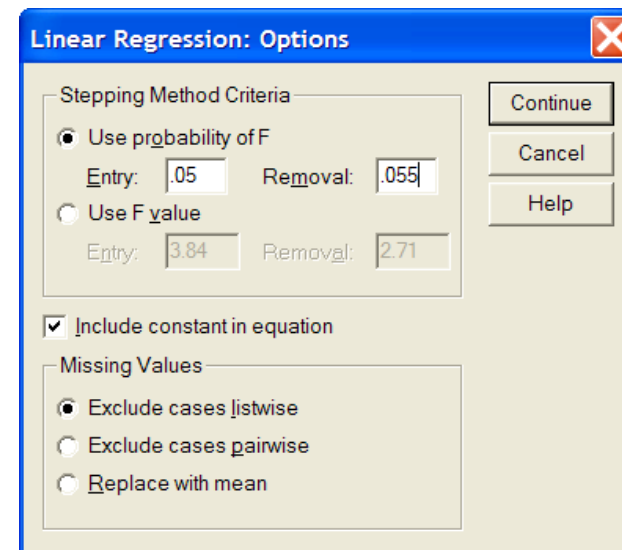 Linear Regression: Options
Stepping Method Criteria
Use probability of F
Entry: .05 Removal: .055
Use F value
Entry: 3.84 Removal: 2.71
Include constant in equation
Missing Values
Exclude cases listwise
Exclude cases pairwise
Replace with mean
Continue
Cancel
Help